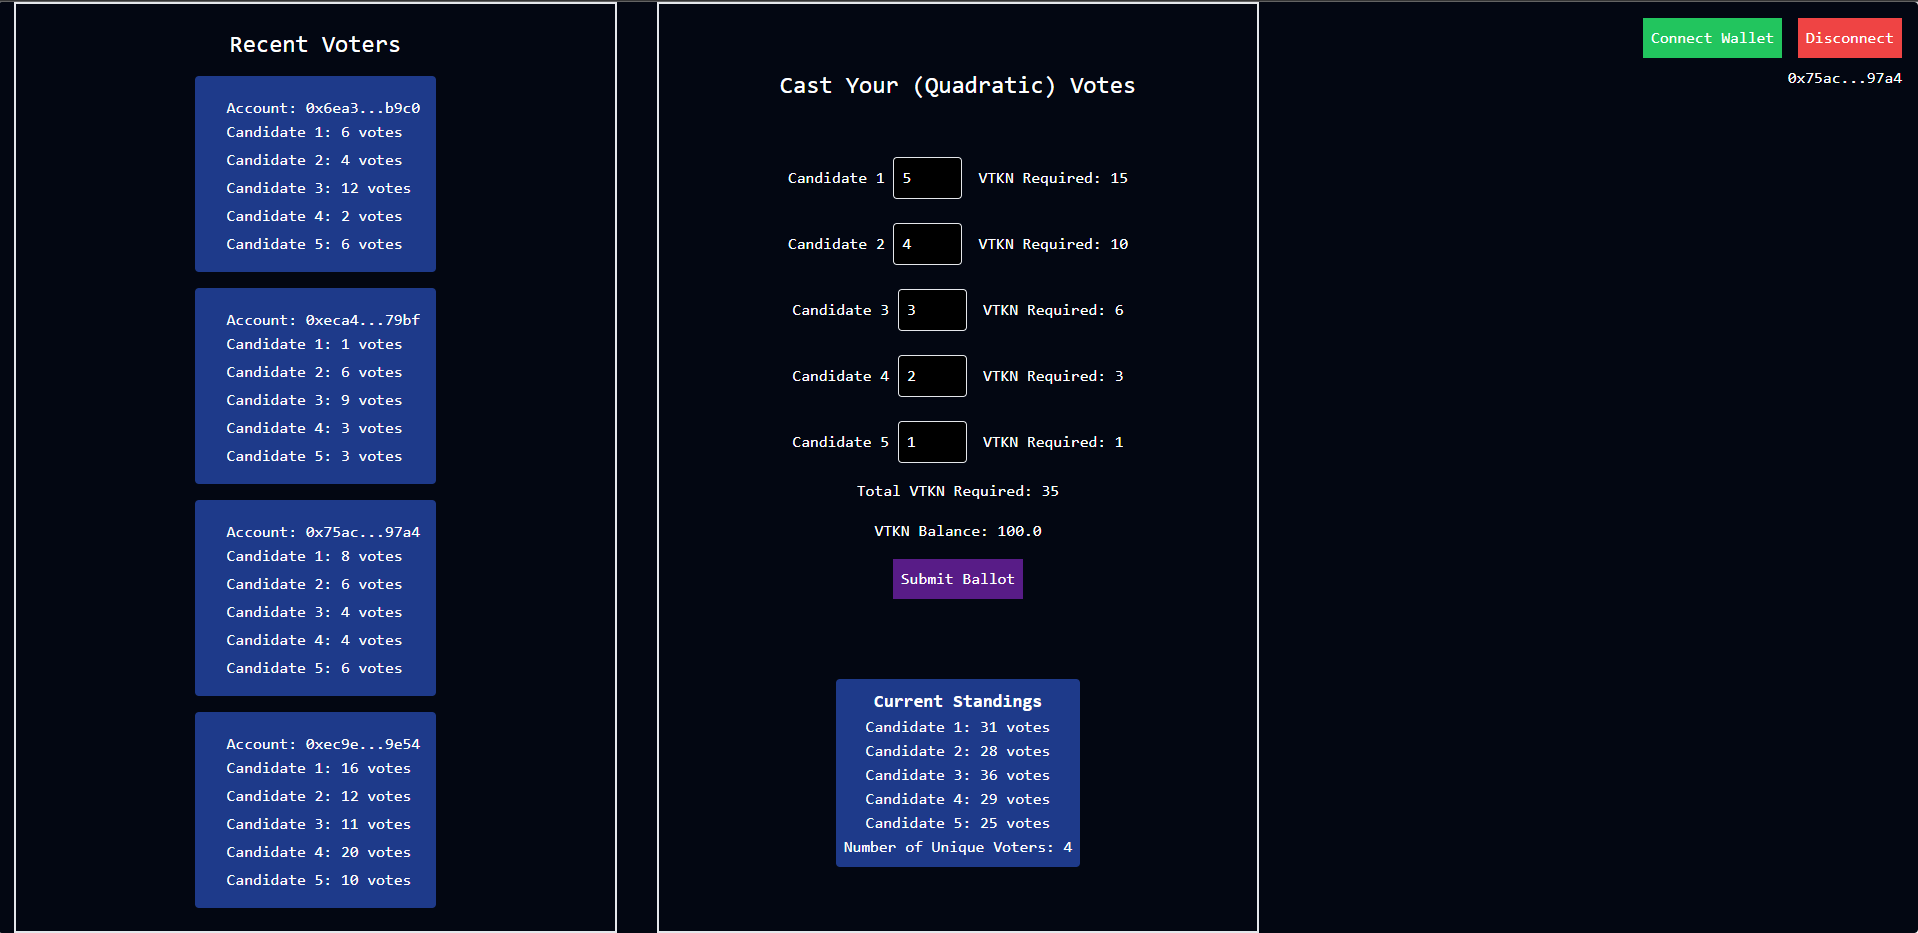 Recent Voters
Account: 0x6ea3...b9c0
Candidate 1: 6 votes
Candidate 2: 4 votes
Candidate 3: 12 votes
Candidate 4: 2 votes
Candidate 5: 6 votes
Account: 0xeca4...79bf
Candidate 1: 1 votes
Candidate 2: 6 votes
Candidate 3: 9 votes
Candidate 4: 3 votes
Candidate 5: 3 votes
Account: 0x75ac...97a4
Candidate 1: 8 votes
Candidate 2: 6 votes
Candidate 3: 4 votes
Candidate 4: 4 votes
Candidate 5: 6 votes
Account: 0xec9e...9e54
Candidate 1: 16 votes
Candidate 2: 12 votes
Candidate 3: 11 votes
Candidate 4: 20 votes
Candidate 5: 10 votes
Cast Your (Quadratic) Votes
Candidate 1 5 VTKN Required: 15
Candidate 2 4 VTKN Required: 10
Candidate 3 3 VTKN Required: 6
Candidate 4 2 VTKN Required: 3
Candidate 5 1 VTKN Required: 1
Total VTKN Required: 35
VTKN Balance: 100.0
Submit Ballot
Current Standings
Candidate 1: 31 votes
Candidate 2: 28 votes
Candidate 3: 36 votes
Candidate 4: 29 votes
Candidate 5: 25 votes
Number of Unique Voters: 4
Connect Wallet
Disconnect
0x75ac...97a4